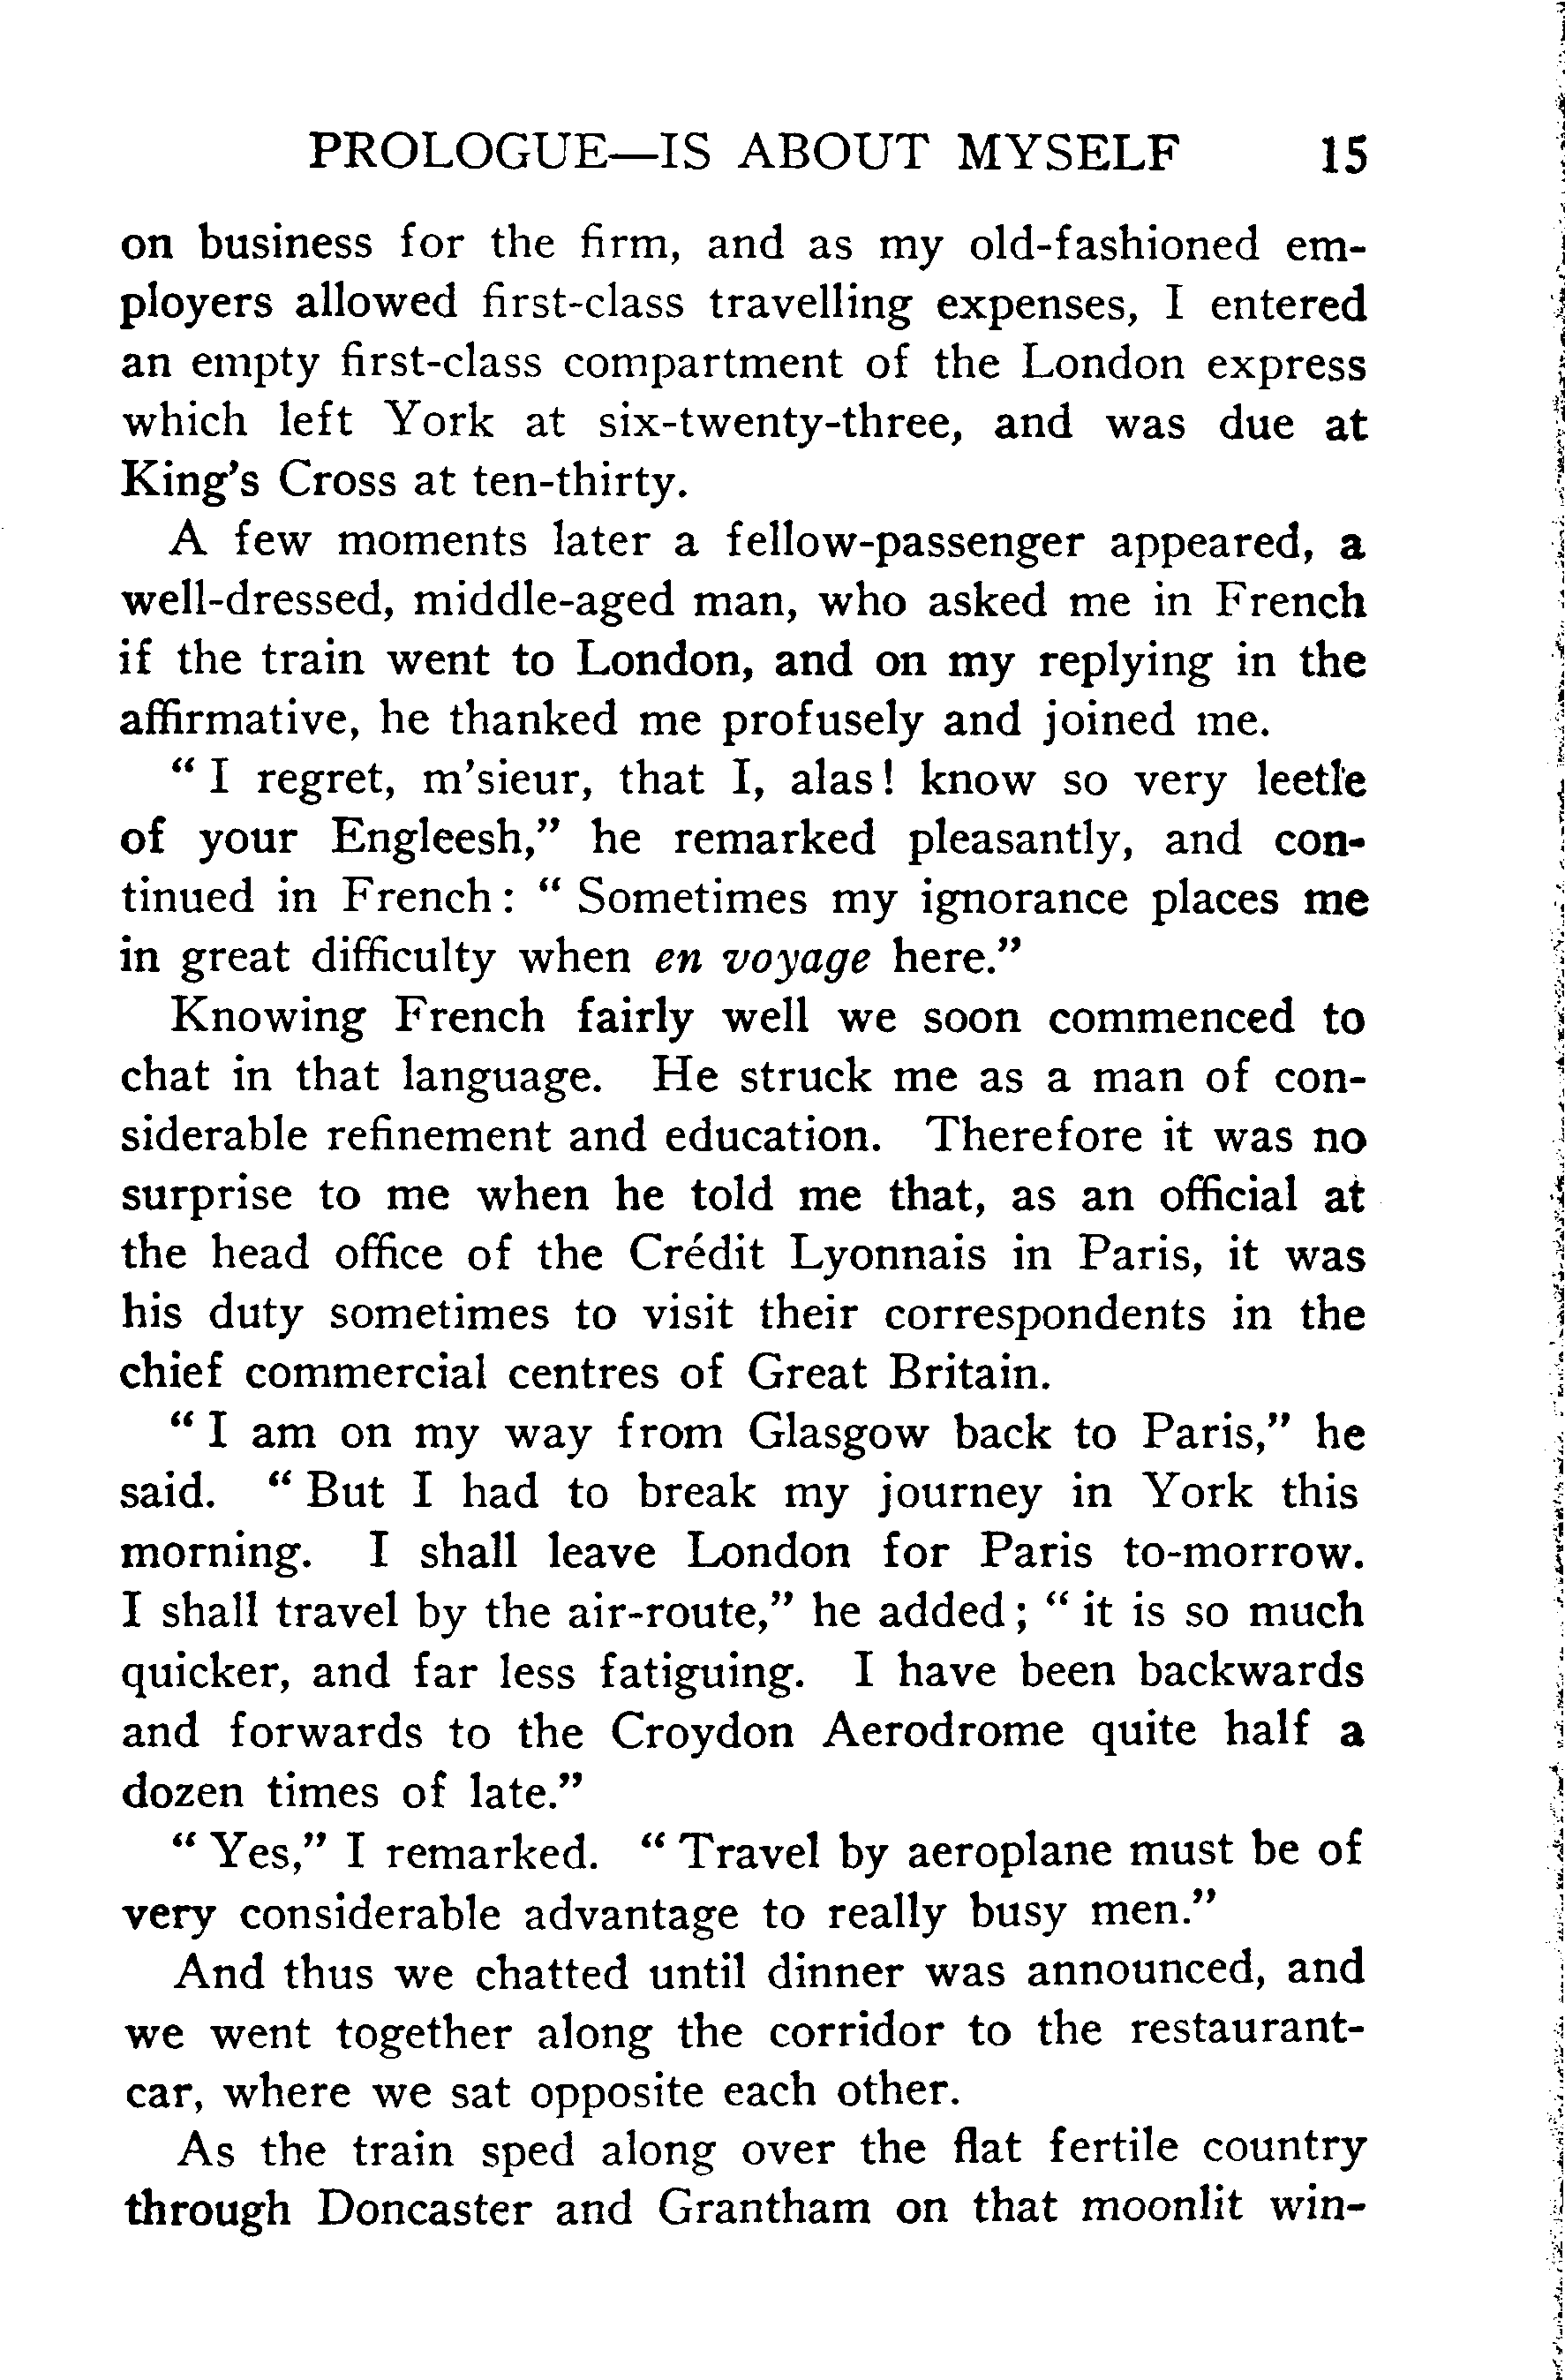 PROLOGUE—IS ABOUT MYSELF 15
on business for the firm, and as my old-fashioned em-
ployers allowed first-class travelling expenses, I entered
an empty first-class compartment of the London express
which left York at six-twenty-three, and was due at
King's Cross at ten-thirty.
A few moments later a fellow-passenger appeared, a
well-dressed, middle-aged man, who asked me in French
if the train went to London, and on my replying in the
affirmative, he thanked me profusely and joined me.
“ I regret, m'sieur, that I, alas! know so very leetle
of your Engleesh,” he remarked pleasantly, and con-
tinued in French: “ Sometimes my ignorance places me
in great difficulty when en voyage here.”
Knowing French fairly well we soon commenced to
chat in that language. He struck me as a man of con-
siderable refinement and education. Therefore it was no
surprise to me when he told me that, as an official at
the head office of the Crédit Lyonnais in Paris, it was
his duty sometimes to visit their correspondents in the
chief commercial centres of Great Britain.
“ I am on my way from Glasgow back to Paris,” he
said. “ But I had to break my journey in York this
morning. I shall leave London for Paris to-morrow.
I shall travel by the air-route,” he added; “ it is so much
quicker, and far less fatiguing. I have been backwards
and forwards to the Croydon Aerodrome quite half a
dozen times of late.”
“ Yes,” I remarked. “ Travel by aeroplane must be of
very considerable advantage to really busy men.”
And thus we chatted until dinner was announced, and
we went together along the corridor to the restaurant-
car, where we sat opposite each other.
As the train sped along over the flat fertile country
through Doncaster and Grantham on that moonlit win-